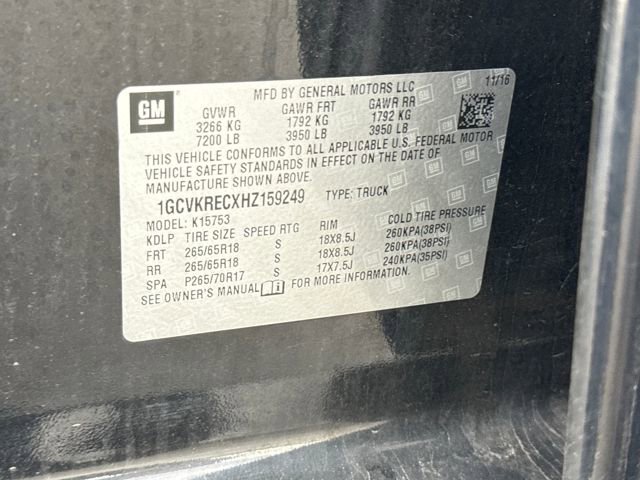 GM
MFD BY GENERAL MOTORS LLC 11/16
GVWR GAWR FRT GAWR RR
3266 KG 1792 KG 1792 KG
7200 LB 3950 LB 3950 LB
THIS VEHICLE CONFORMS TO ALL APPLICABLE U.S. FEDERAL MOTOR
VEHICLE SAFETY STANDARDS IN EFFECT ON THE DATE OF
MANUFACTURE SHOWN ABOVE.
1GCVKRECXHZ159249 TYPE: TRUCK
MODEL: K15753
KDLP TIRE SIZE SPEED RTG RIM COLD TIRE PRESSURE
FRT 265/65R18 S 18X8.5J 260KPA(38PSI)
RR 265/65R18 S 18X8.5J 260KPA(38PSI)
SPA P265/70R17 S 17X7.5J 240KPA(35PSI)
SEE OWNER'S MANUAL FOR MORE INFORMATION.